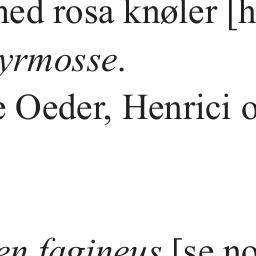 med rosa knøler [h
yrmosse.
e Oeder, Henrici o
en fagineus [se no